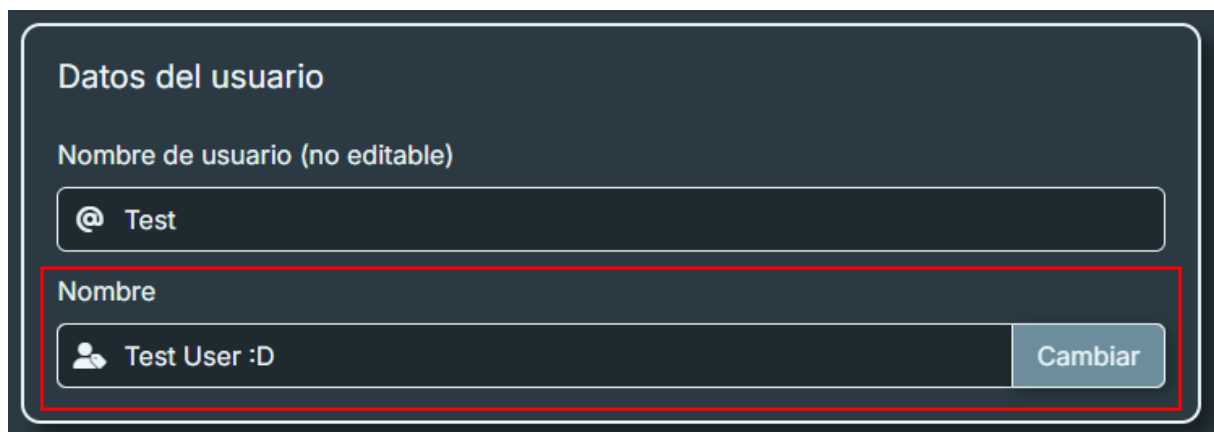 Datos del usuario
Nombre de usuario (no editable)
@ Test
Nombre
Test User :D
Cambiar